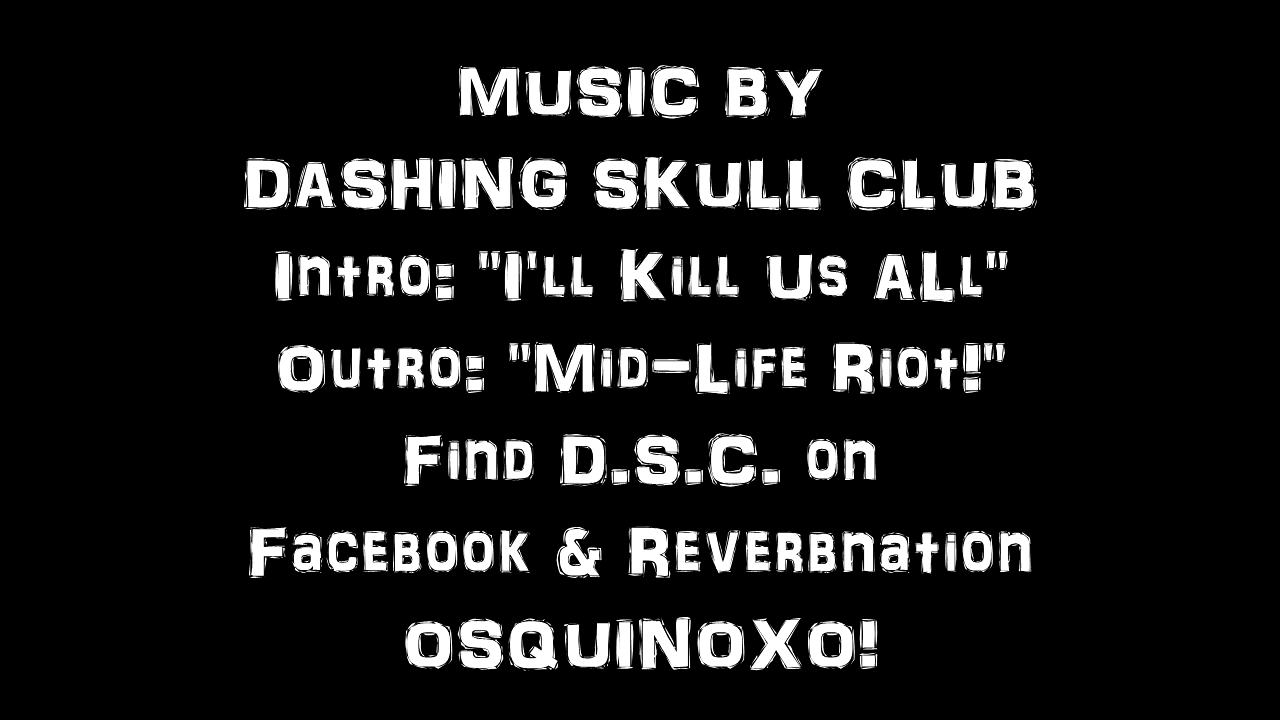 MUSIC BY
DASHING SKULL CLUB
Intro: "I'll Kill Us ALl"
Outro: "Mid-Life Riot!"
Find D.S.C. on
Facebook & Reverbnation
OSQUINOXO!